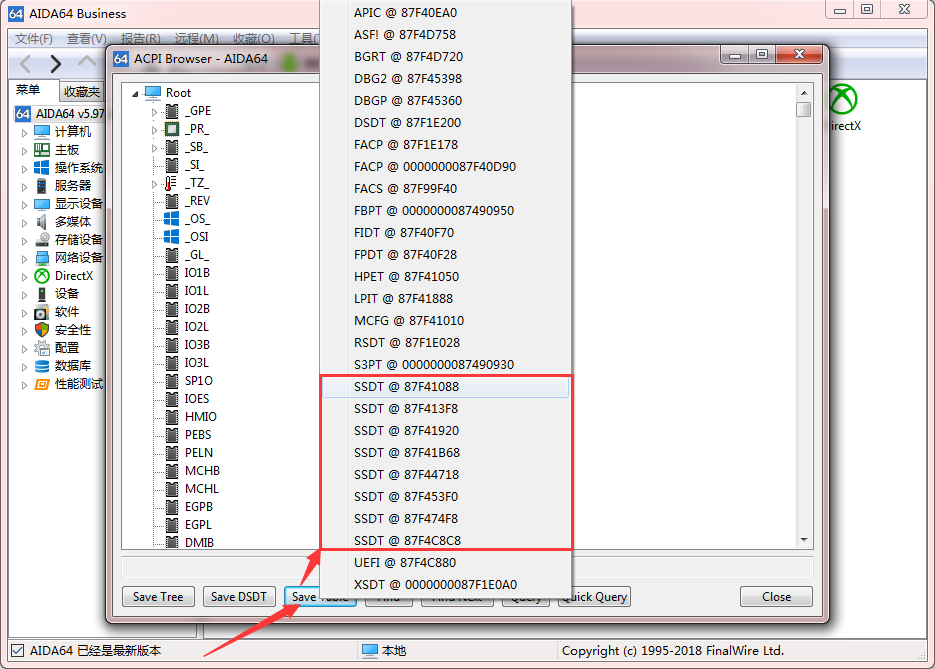 AIDA64 Business
文件(F) 查看(V) 报告(R) 远程(M) 收藏(O) 工具(
菜单 收藏夹
AIDA64 v5.97
计算机
主板
操作系统
服务器
显示设备
多媒体
存储设备
网络设备
DirectX
设备
软件
安全性
配置
数据库
性能测试
ACPI Browser - AIDA64
Root
_GPE
_PR_
_SB_
_SI_
_TZ_
_REV
_OS_
_OSI
_GL_
IO1B
IO1L
IO2B
IO2L
IO3B
IO3L
SP1O
IOES
HMIO
PEBS
PELN
MCHB
MCHL
EGPB
EGPL
DMIB
APIC @ 87F40EA0
ASF! @ 87F4D758
BGRT @ 87F4D720
DBG2 @ 87F45398
DBGP @ 87F45360
DSDT @ 87F1E200
FACP @ 87F1E178
FACP @ 0000000087F40D90
FACS @ 87F99F40
FBPT @ 0000000087490950
FIDT @ 87F40F70
FPDT @ 87F40F28
HPET @ 87F41050
LPIT @ 87F41888
MCFG @ 87F41010
RSDT @ 87F1E028
S3PT @ 0000000087490930
SSDT @ 87F41088
SSDT @ 87F413F8
SSDT @ 87F41920
SSDT @ 87F41B68
SSDT @ 87F44718
SSDT @ 87F453F0
SSDT @ 87F474F8
SSDT @ 87F4C8C8
UEFI @ 87F4C880
XSDT @ 0000000087F1E0A0
irectX
Save Tree Save DSDT Save Table Find Find Next Query Quick Query Close
AIDA64 已经是最新版本 本地 Copyright (c) 1995-2018 FinalWire Ltd.